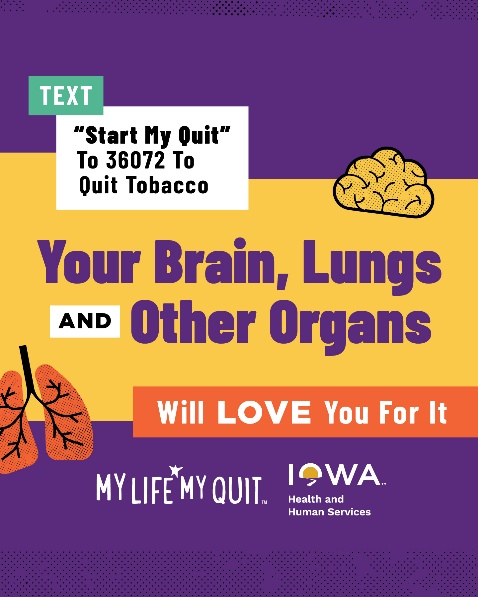 TEXT
“Start My Quit”
To 36072 To
Quit Tobacco
Your Brain, Lungs
AND Other Organs
Will LOVE You For It
MY LIFE MY QUIT™
IOWA
Health and
Human Services